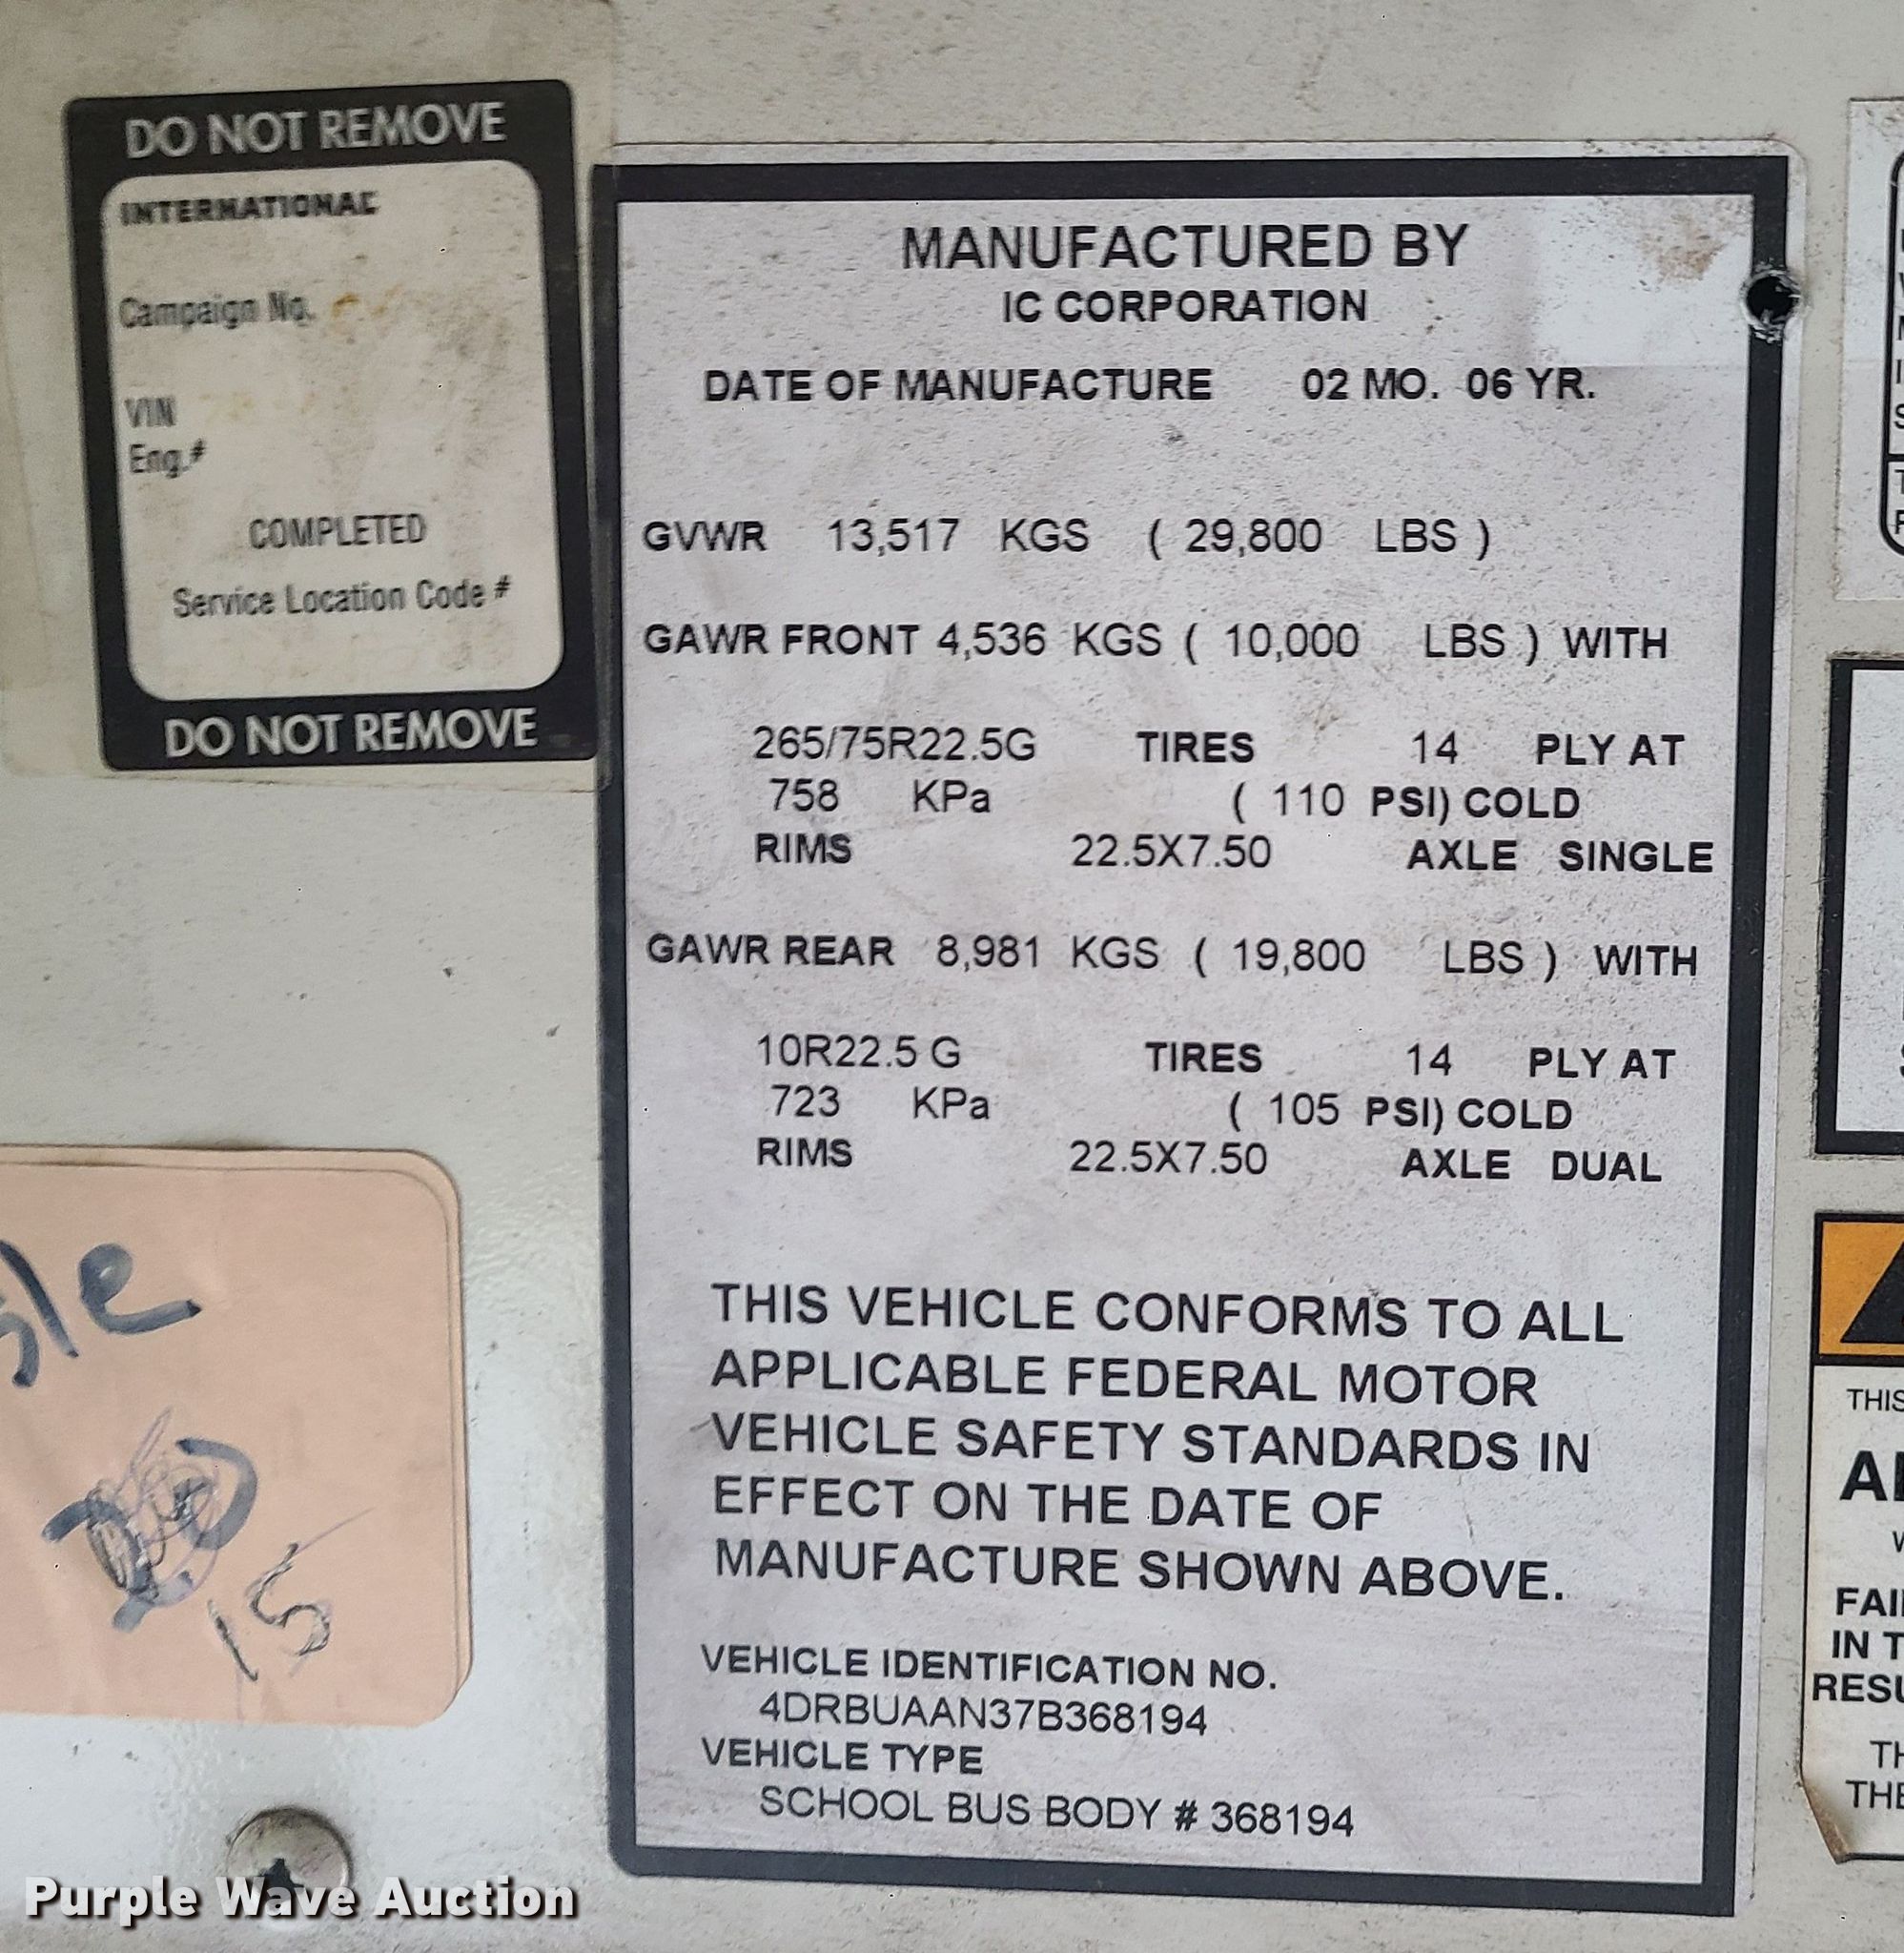 DO NOT REMOVE
INTERNATIONAL
Campaign No.
VIN
Eng.#
COMPLETED
Service Location Code #
DO NOT REMOVE
MANUFACTURED BY
IC CORPORATION
DATE OF MANUFACTURE 02 MO. 06 YR.
GVWR 13,517 KGS ( 29,800 LBS )
GAWR FRONT 4,536 KGS ( 10,000 LBS ) WITH
265/75R22.5G TIRES 14 PLY AT
758 KPa ( 110 PSI) COLD
RIMS 22.5X7.50 AXLE SINGLE
GAWR REAR 8,981 KGS ( 19,800 LBS ) WITH
10R22.5 G TIRES 14 PLY AT
723 KPa ( 105 PSI) COLD
RIMS 22.5X7.50 AXLE DUAL
THIS VEHICLE CONFORMS TO ALL
APPLICABLE FEDERAL MOTOR
VEHICLE SAFETY STANDARDS IN
EFFECT ON THE DATE OF
MANUFACTURE SHOWN ABOVE.
VEHICLE IDENTIFICATION NO.
4DRBUAAN37B368194
VEHICLE TYPE
SCHOOL BUS BODY # 368194
15
THIS
IN T
Purple Wave Auction